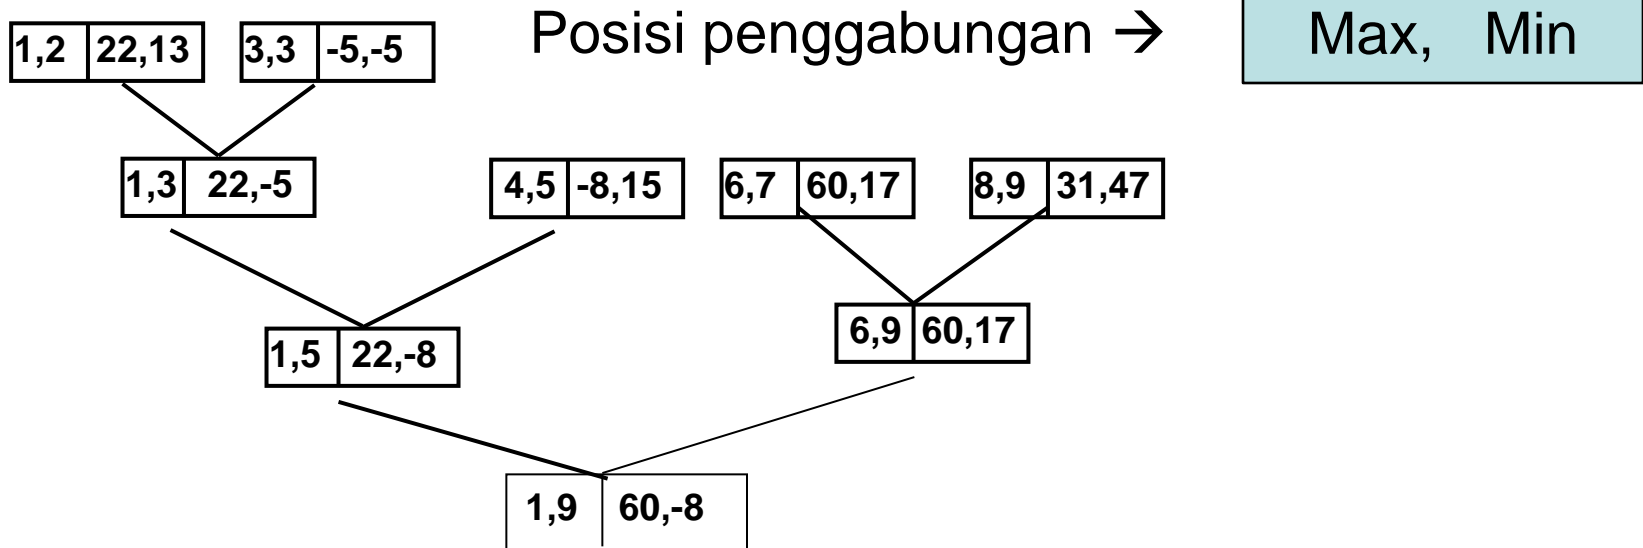 Posisi penggabungan → Max, Min
1,2 22,13 3,3 -5,-5
1,3 22,-5 4,5 -8,15 6,7 60,17 8,9 31,47
1,5 22,-8 6,9 60,17
1,9 60,-8